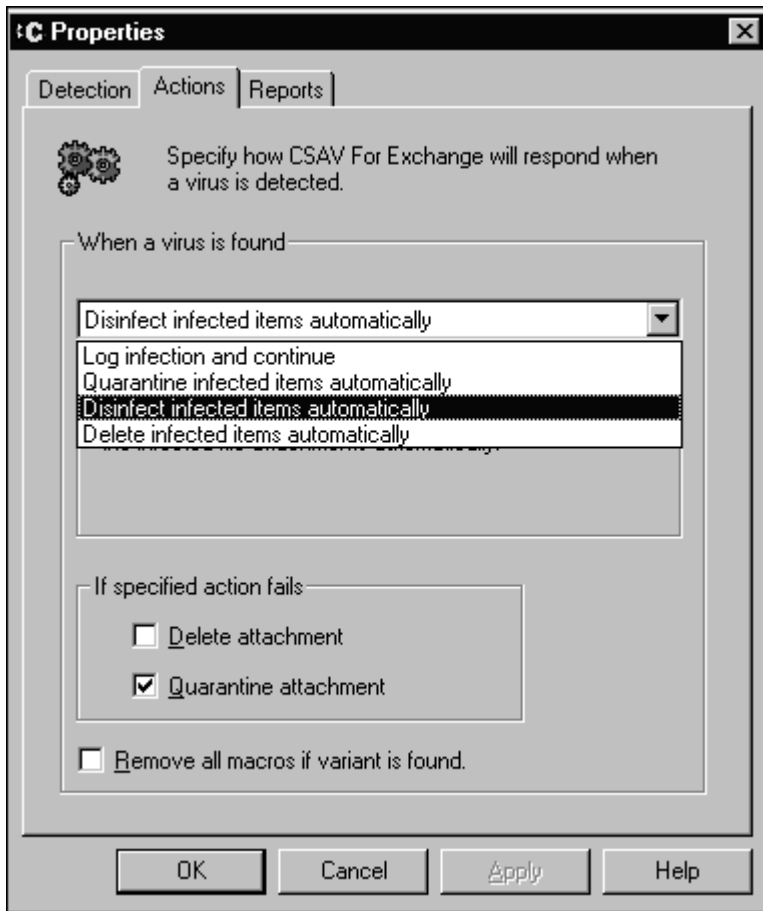 C Properties
Detection Actions Reports
Specify how CSAV For Exchange will respond when
a virus is detected.
When a virus is found
Disinfect infected items automatically
Log infection and continue
Quarantine infected items automatically
Disinfect infected items automatically
Delete infected items automatically
If specified action fails
Delete attachment
Quarantine attachment
Remove all macros if variant is found.
OK Cancel Apply Help